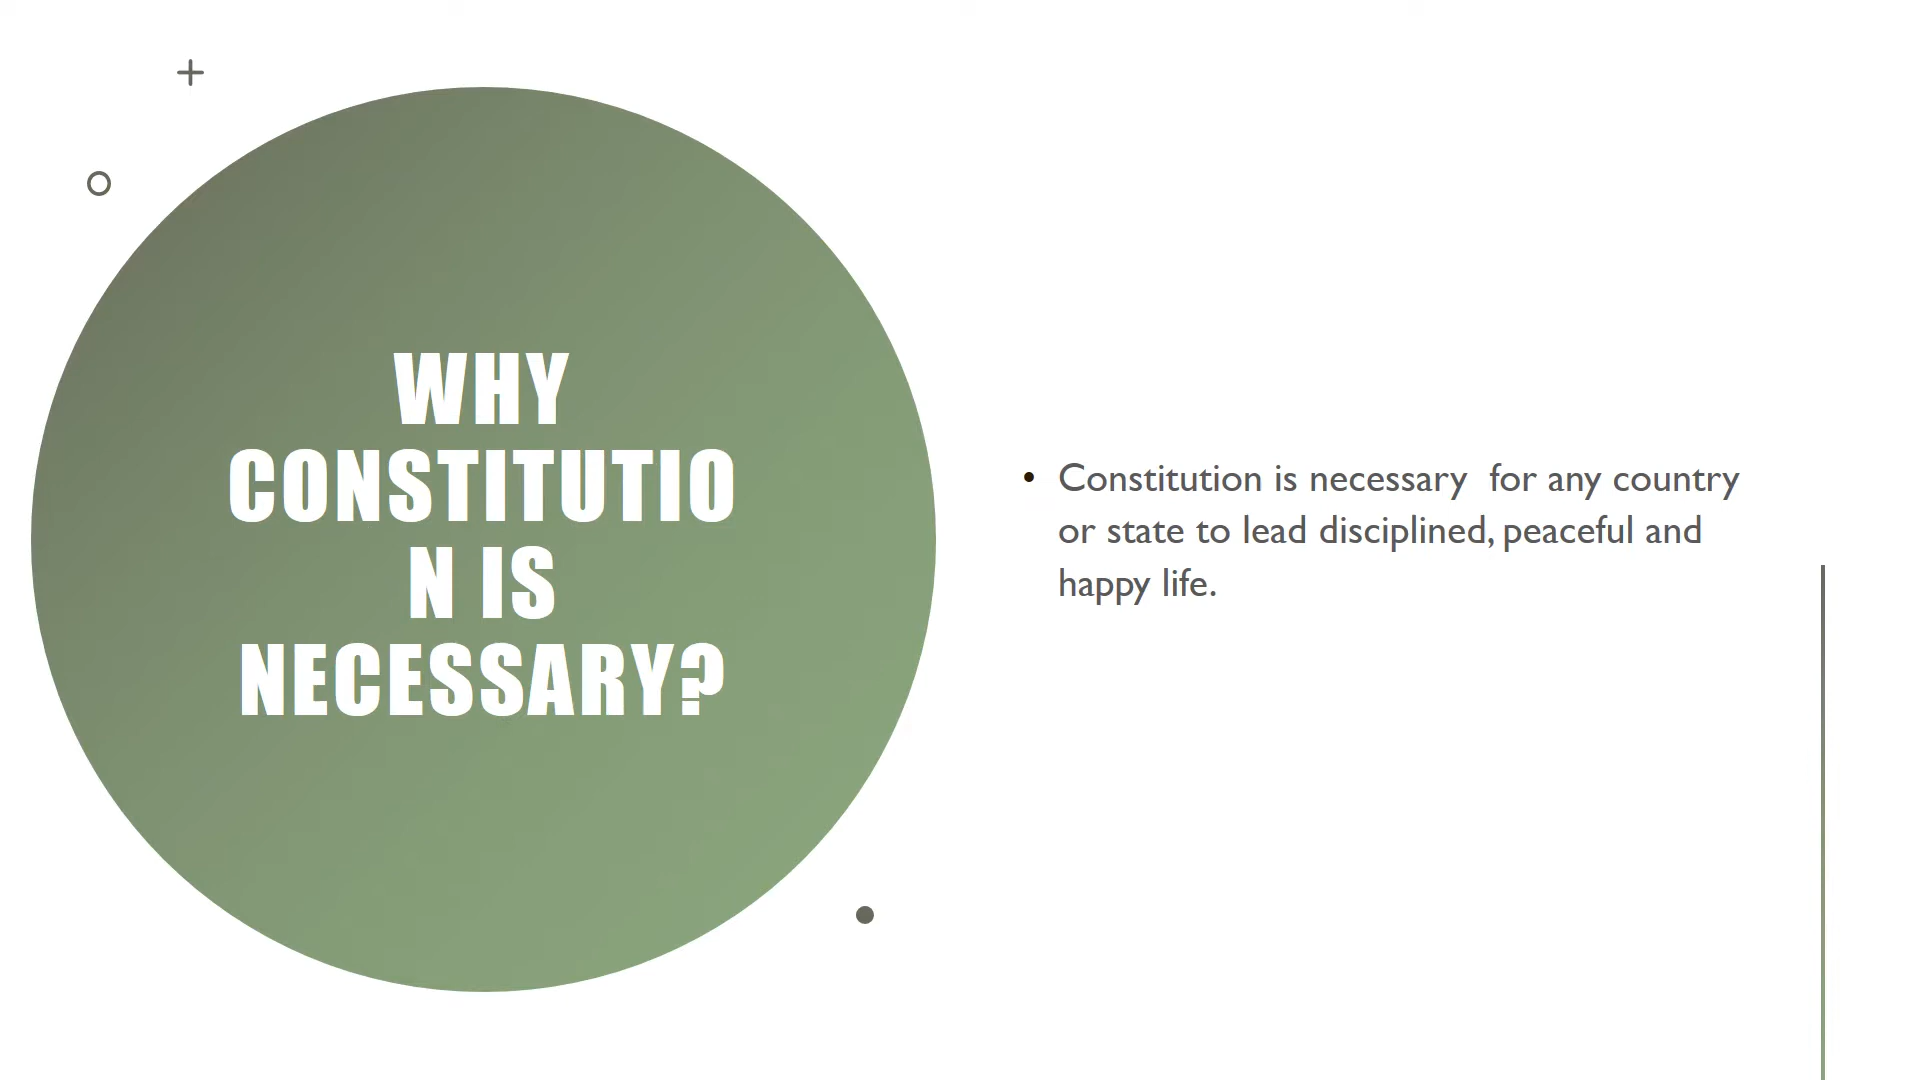 WHY
CONSTITUTIO
N IS
NECESSARY?
• Constitution is necessary  for any country
or state to lead disciplined, peaceful and
happy life.